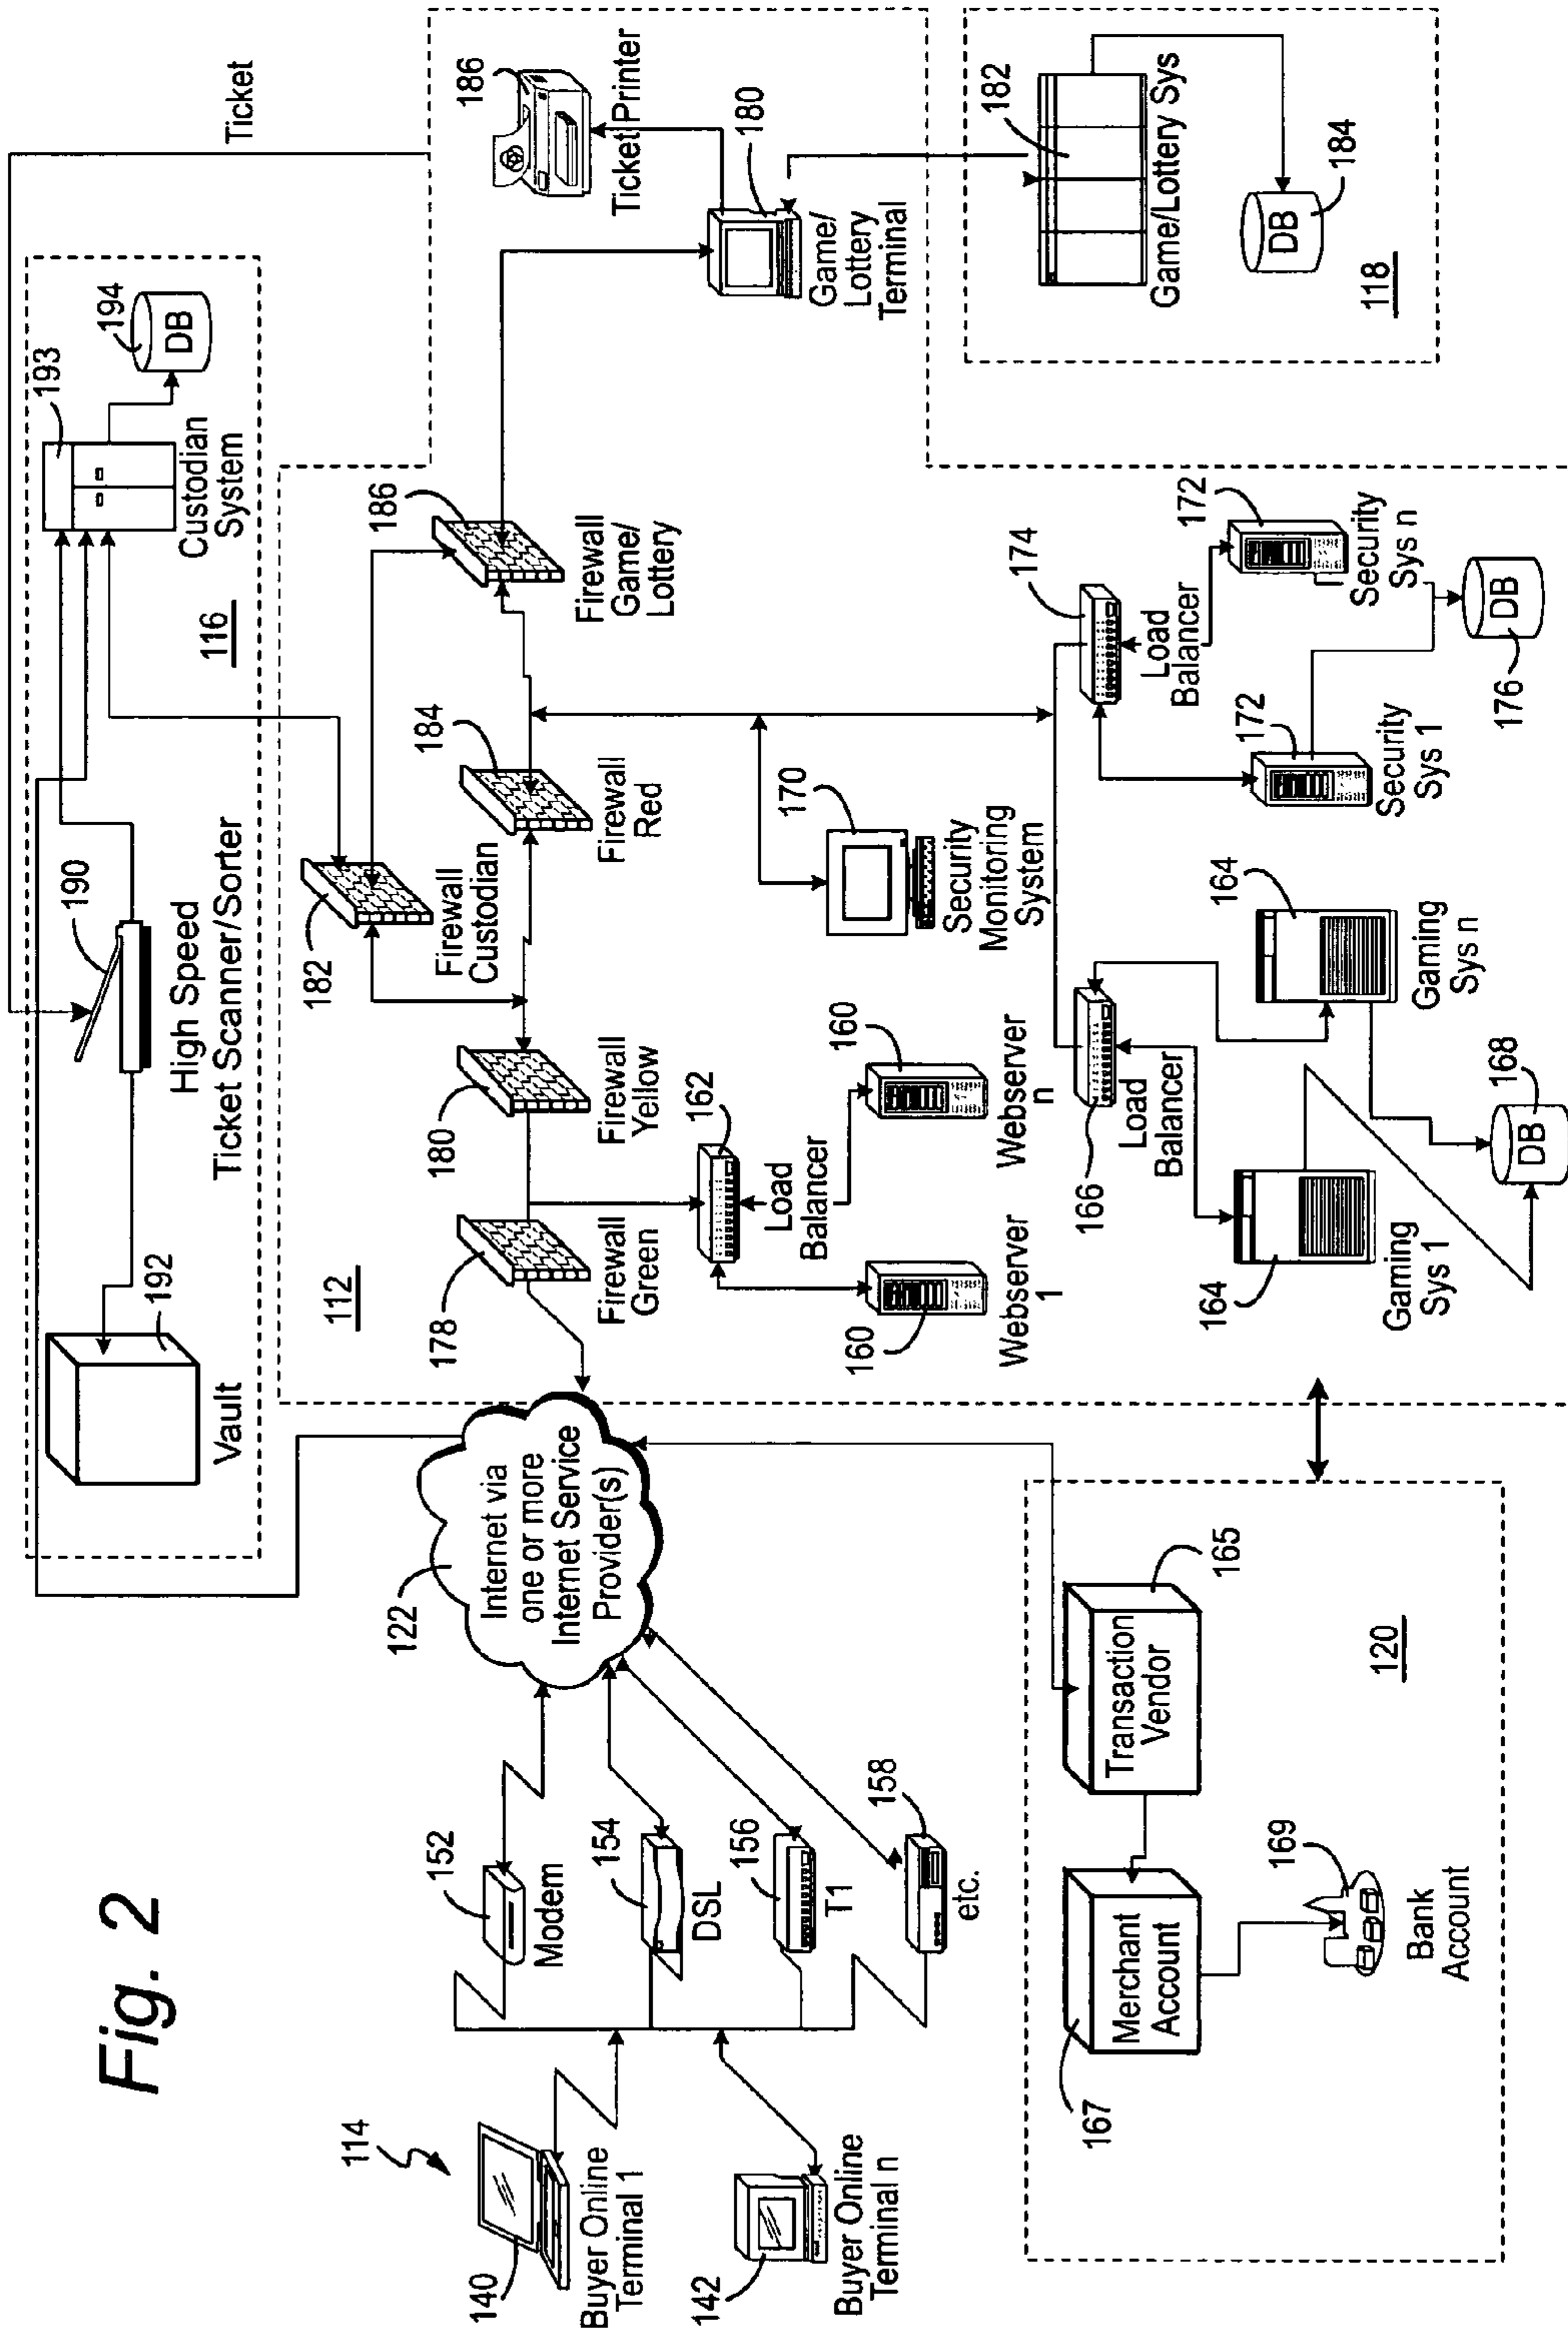 Fig. 2
114
140
Buyer Online
Terminal 1
142
Buyer Online
Terminal n
152
Modem
154
DSL
156
T1
158
etc.
122
Internet via
one or more
Internet Service
Provider(s)
Vault
192
190
High Speed
Ticket Scanner/Sorter
116
193
Custodian
System
194
DB
Ticket
112
178
Firewall
Green
180
Firewall
Yellow
182
Firewall
Custodian
184
Firewall
Red
186
Firewall
Game/
Lottery
186
Ticket Printer
180
Game/
Lottery
Terminal
182
Game/Lottery Sys
DB
184
118
162
Load
Balancer
160
Webserver
1
160
Webserver
n
170
Security
Monitoring
System
166
Load
Balancer
164
Gaming
Sys 1
164
Gaming
Sys n
168
DB
174
Load
Balancer
172
Security
Sys 1
172
Security
Sys n
DB
176
165
Transaction
Vendor
120
167
Merchant
Account
169
Bank
Account